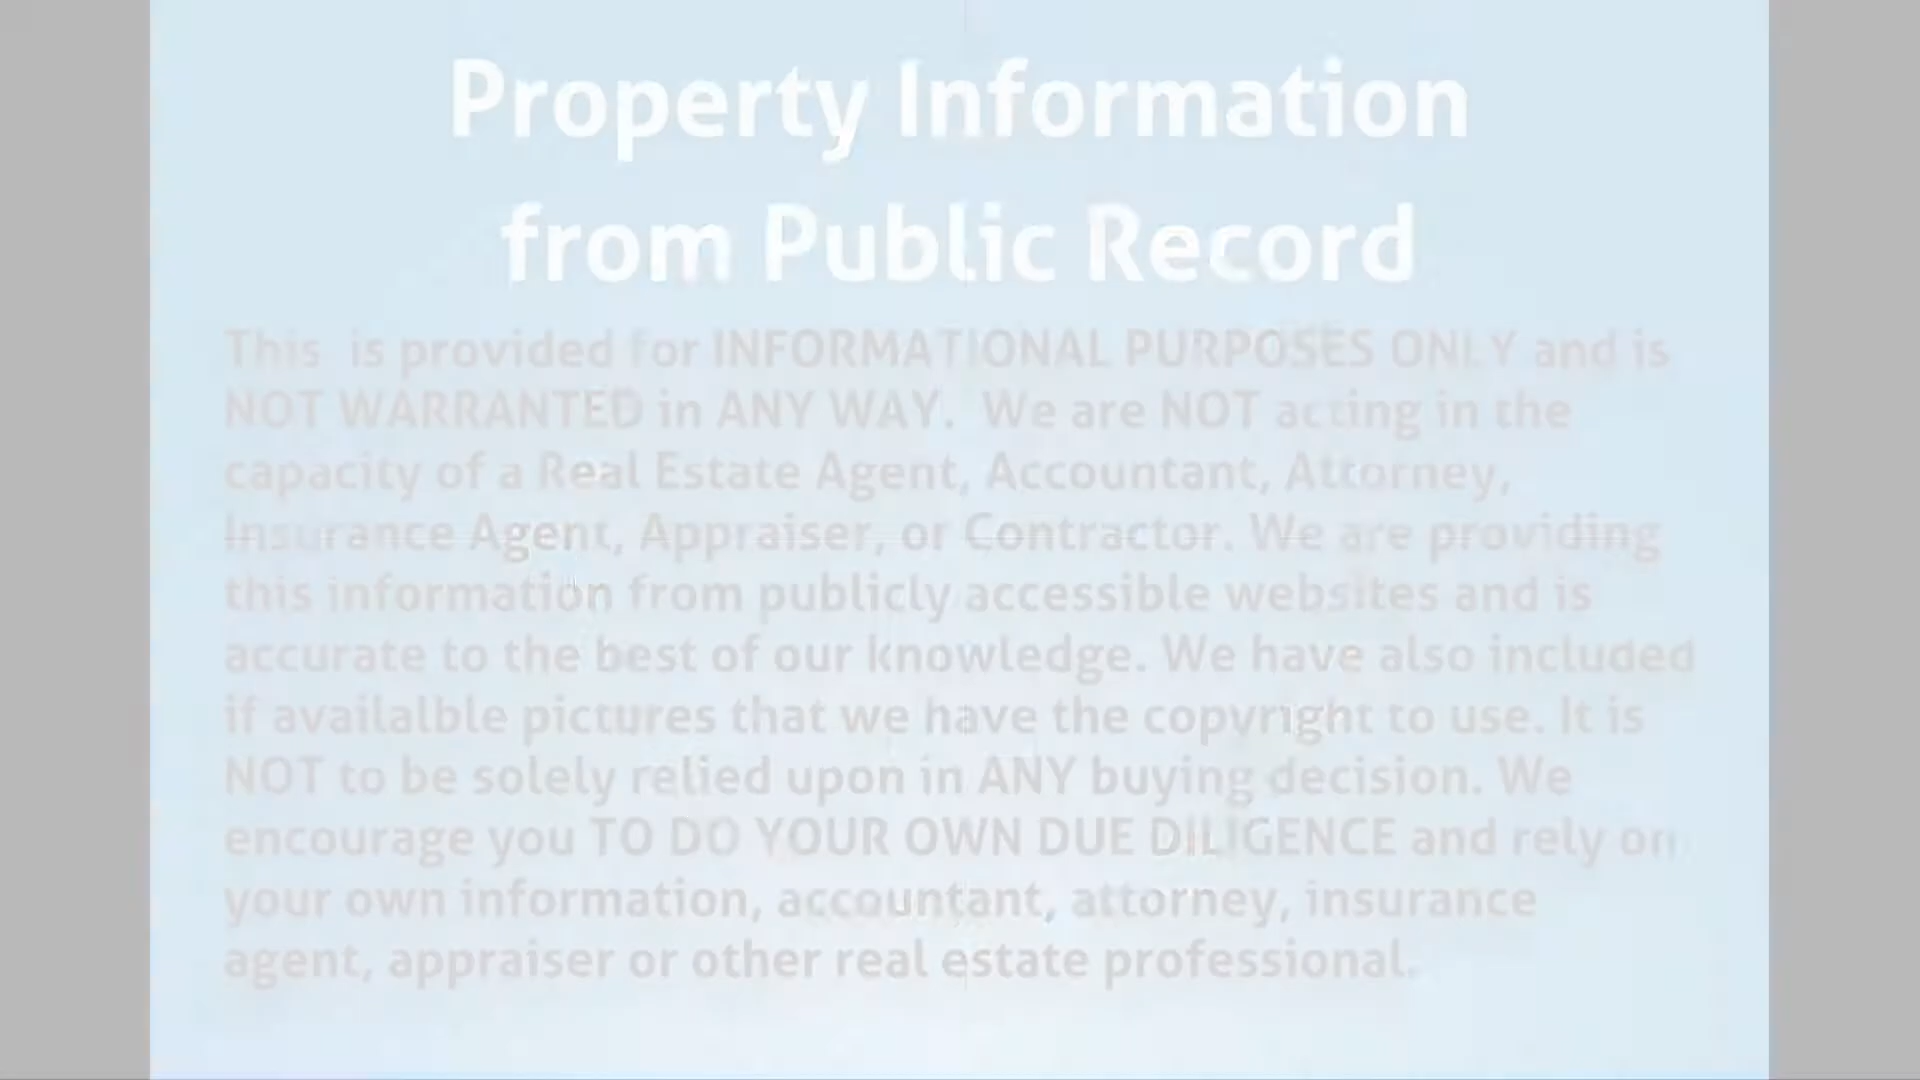 Property Information
from Public Record
This is provided for INFORMATIONAL PURPOSES ONLY and is
NOT WARRANTED in ANY WAY. We are NOT acting in the
capacity of a Real Estate Agent, Accountant, Attorney,
Insurance Agent, Appraiser, or Contractor. We are providing
this information from publicly accessible websites and is
accurate to the best of our knowledge. We have also included
if availalble pictures that we have the copyright to use. It is
NOT to be solely relied upon in ANY buying decision. We
encourage you TO DO YOUR OWN DUE DILIGENCE and rely on
your own information, accountant, attorney, insurance
agent, appraiser or other real estate professional.